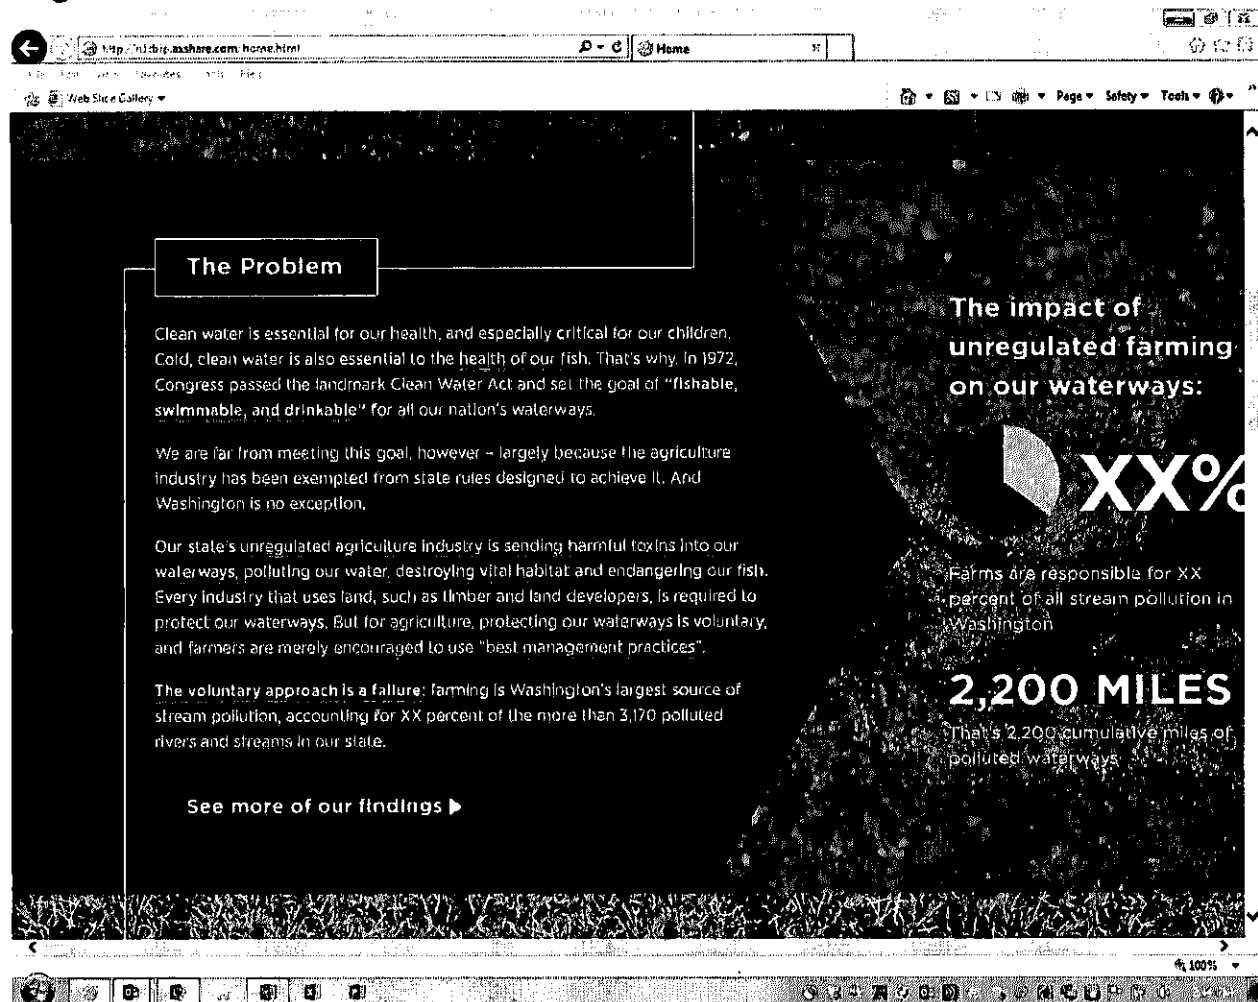 axshare.com/home.html
Home
Web Slice Gallery
Page Safety Tools
The Problem
Clean water is essential for our health, and especially critical for our children.
Cold, clean water is also essential to the health of our fish. That's why, in 1972,
Congress passed the landmark Clean Water Act and set the goal of "fishable,
swimmable, and drinkable" for all our nation's waterways.
We are far from meeting this goal, however – largely because the agriculture
industry has been exempted from state rules designed to achieve it. And
Washington is no exception.
Our state's unregulated agriculture industry is sending harmful toxins into our
waterways, polluting our water, destroying vital habitat and endangering our fish.
Every industry that uses land, such as timber and land developers, is required to
protect our waterways. But for agriculture, protecting our waterways is voluntary,
and farmers are merely encouraged to use "best management practices".
The voluntary approach is a failure: farming is Washington's largest source of
stream pollution, accounting for XX percent of the more than 3,170 polluted
rivers and streams in our state.
See more of our findings
The impact of
unregulated farming
on our waterways:
XX%
Farms are responsible for XX
percent of all stream pollution in
Washington
2,200 MILES
That's 2,200 cumulative miles of
polluted waterways
100%